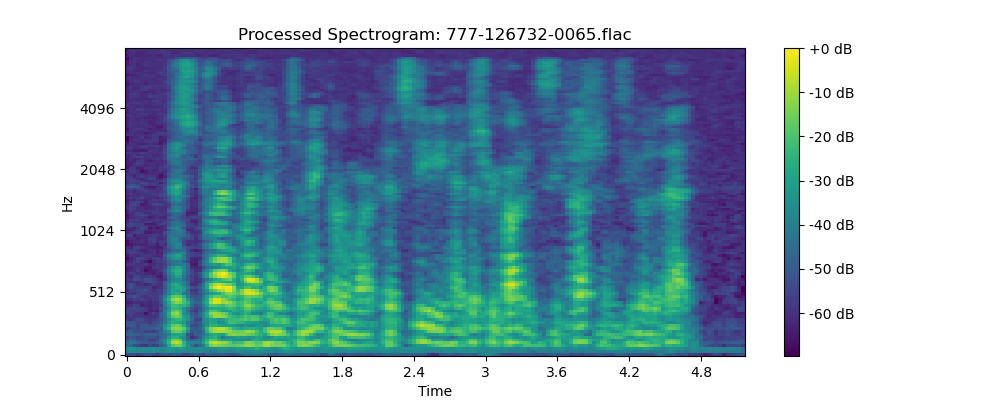 Processed Spectrogram: 777-126732-0065.flac
+0 dB
-10 dB
-20 dB
-30 dB
-40 dB
-50 dB
-60 dB
4096
2048
1024
512
0
Hz
0 0.6 1.2 1.8 2.4 3 3.6 4.2 4.8
Time